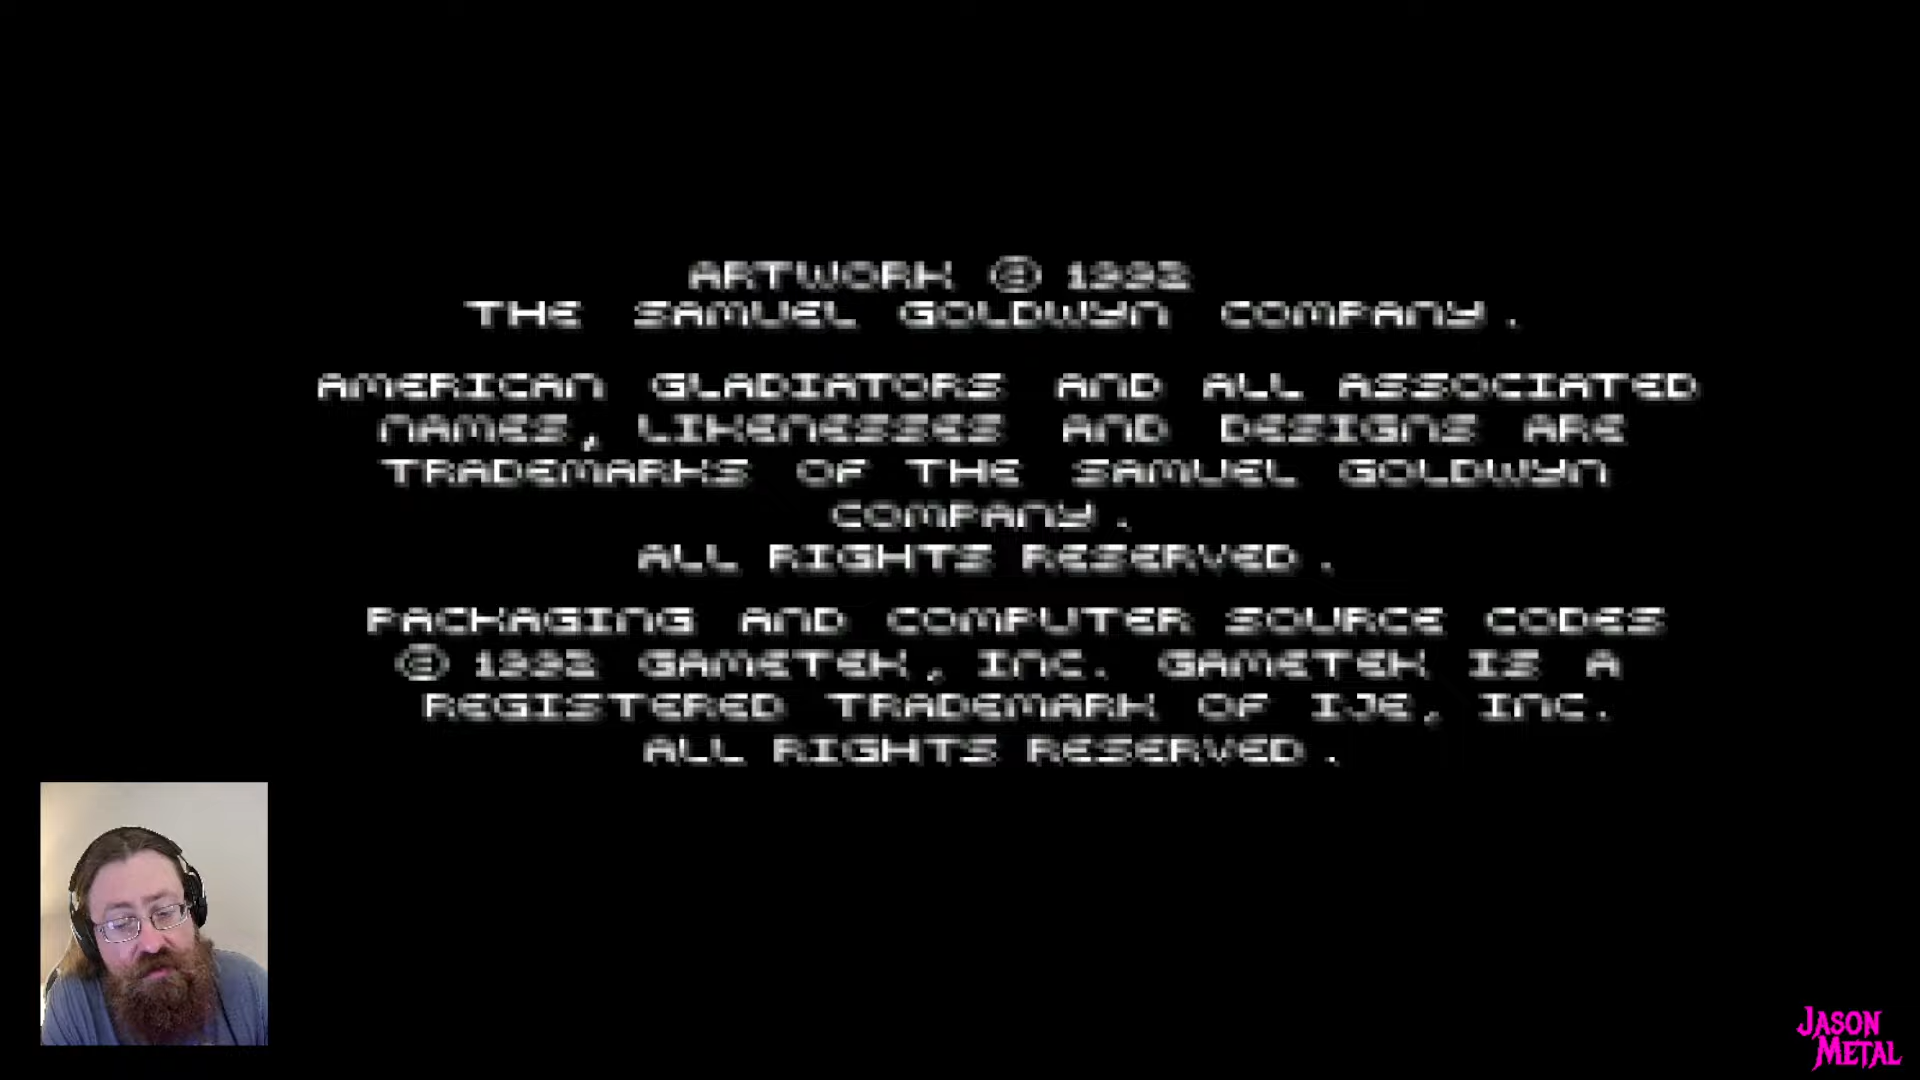 ARTWORK © 1992
THE SAMUEL GOLDWYN COMPANY.
AMERICAN GLADIATORS AND ALL ASSOCIATED
NAMES, LIKENESSES AND DESIGNS ARE
TRADEMARKS OF THE SAMUEL GOLDWYN
COMPANY.
ALL RIGHTS RESERVED.
PACKAGING AND COMPUTER SOURCE CODES
© 1992 GAMETEK, INC. GAMETEK IS A
REGISTERED TRADEMARK OF IJE, INC.
ALL RIGHTS RESERVED.
JASON
METAL